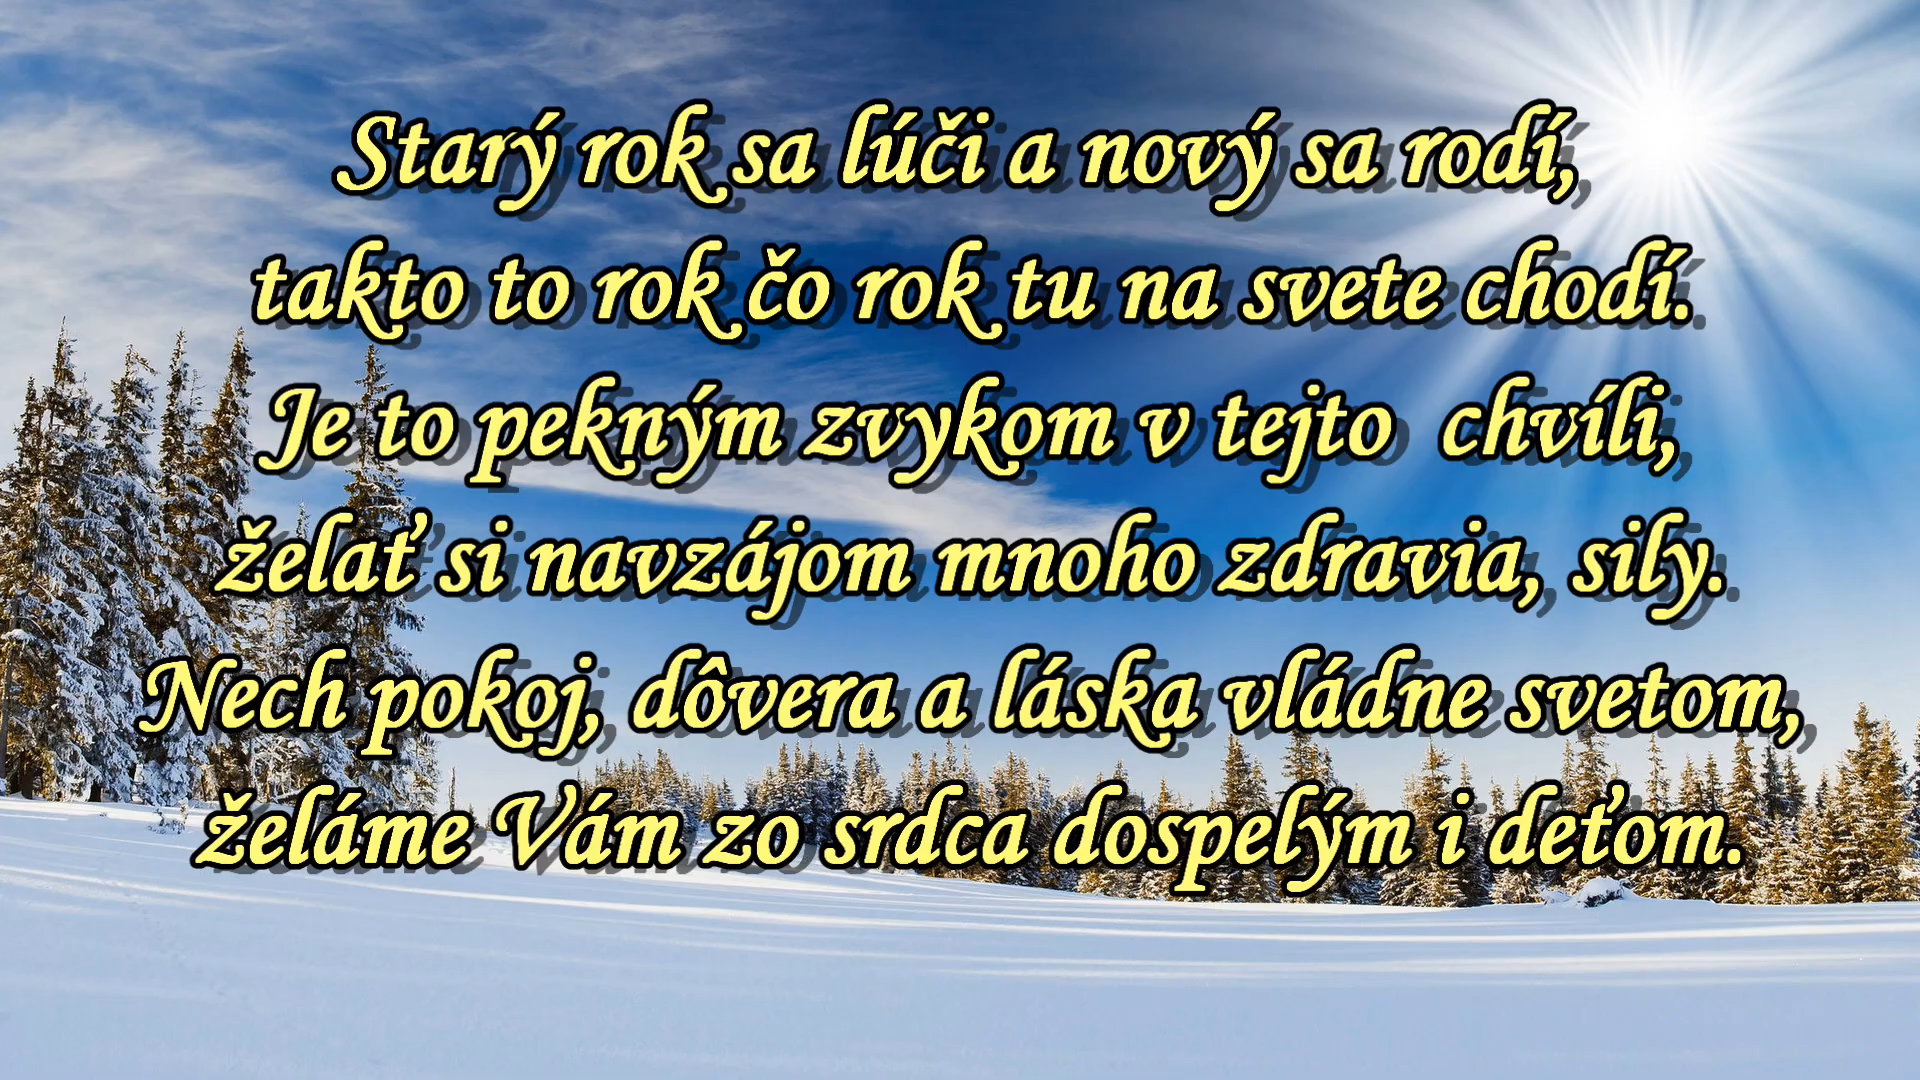 Starý rok sa lúči a nový sa rodí,
takto to rok čo rok tu na svete chodí.
Je to pekným zvykom v tejto  chvíli,
želať si navzájom mnoho zdravia, sily.
Nech pokoj, dôvera a láska vládne svetom,
želáme Vám zo srdca dospelým i deťom.